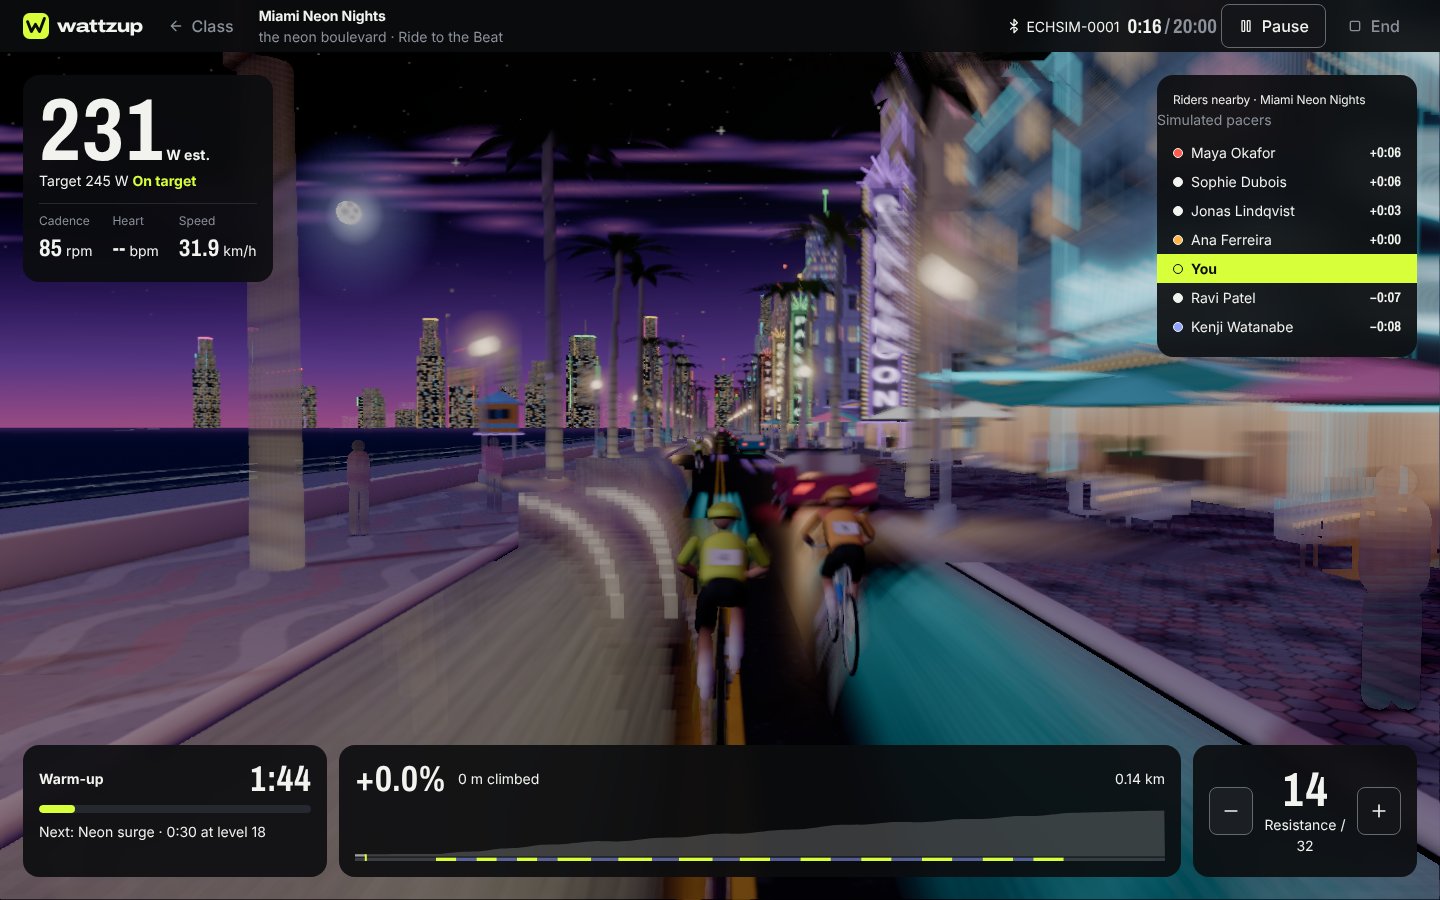 wattzup
Class
Miami Neon Nights
the neon boulevard · Ride to the Beat
ECHSIM-0001 0:16 / 20:00
Pause
End
231 W est.
Target 245 W On target
Cadence Heart Speed
85 rpm -- bpm 31.9 km/h
Riders nearby · Miami Neon Nights
Simulated pacers
Maya Okafor +0:06
Sophie Dubois +0:06
Jonas Lindqvist +0:03
Ana Ferreira +0:00
You
Ravi Patel −0:07
Kenji Watanabe −0:08
Warm-up 1:44
Next: Neon surge · 0:30 at level 18
+0.0% 0 m climbed 0.14 km
−
14
+
Resistance /
32